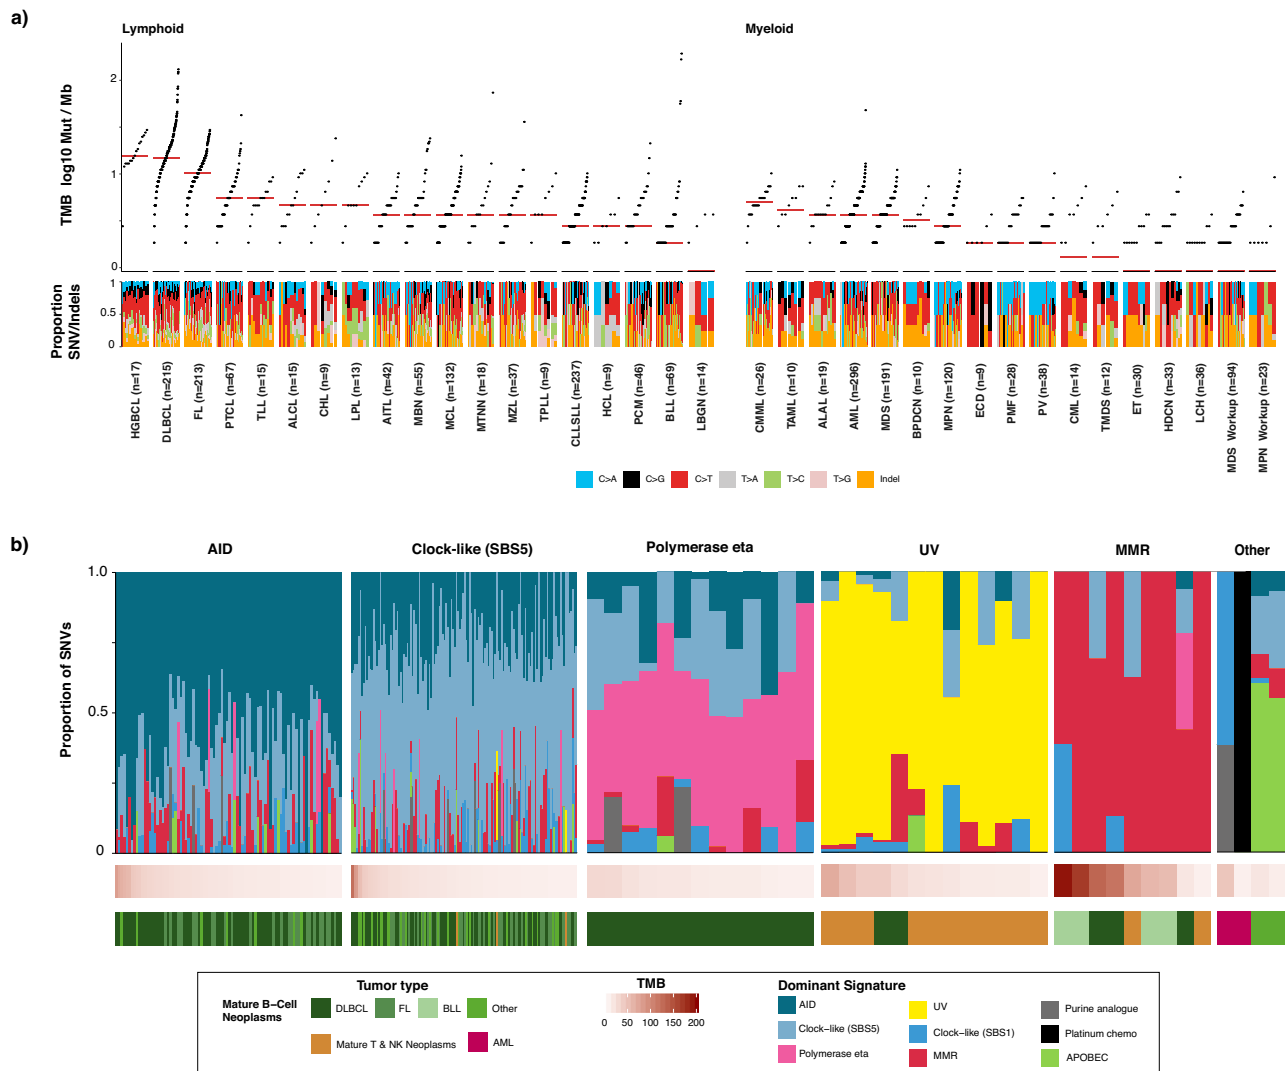 a)
Lymphoid
Myeloid
TMB log10 Mut / Mb
2
1
0
Proportion
SNV/Indels
1
0.5
0
HGBCL (n=17)
DLBCL (n=215)
FL (n=213)
PTCL (n=67)
TLL (n=15)
ALCL (n=15)
CHL (n=9)
LPL (n=13)
AITL (n=42)
MBN (n=55)
MCL (n=132)
MTNN (n=18)
MZL (n=37)
TPLL (n=9)
CLLSLL (n=237)
HCL (n=9)
PCM (n=46)
BLL (n=69)
LBGN (n=14)
CMML (n=26)
TAML (n=10)
ALAL (n=19)
AML (n=296)
MDS (n=191)
BPDCN (n=10)
MPN (n=120)
ECD (n=9)
PMF (n=28)
PV (n=38)
CML (n=14)
TMDS (n=12)
ET (n=30)
HDCN (n=33)
LCH (n=36)
MDS Workup (n=94)
MPN Workup (n=23)
C>A
C>G
C>T
T>A
T>C
T>G
Indel
b)
AID
Clock-like (SBS5)
Polymerase eta
UV
MMR
Other
Proportion of SNVs
1.0
0.5
0
Tumor type
Mature B-Cell
Neoplasms
DLBCL
FL
BLL
Other
Mature T & NK Neoplasms
AML
TMB
0 50 100 150 200
Dominant Signature
AID
UV
Purine analogue
Clock-like (SBS5)
Clock-like (SBS1)
Platinum chemo
Polymerase eta
MMR
APOBEC